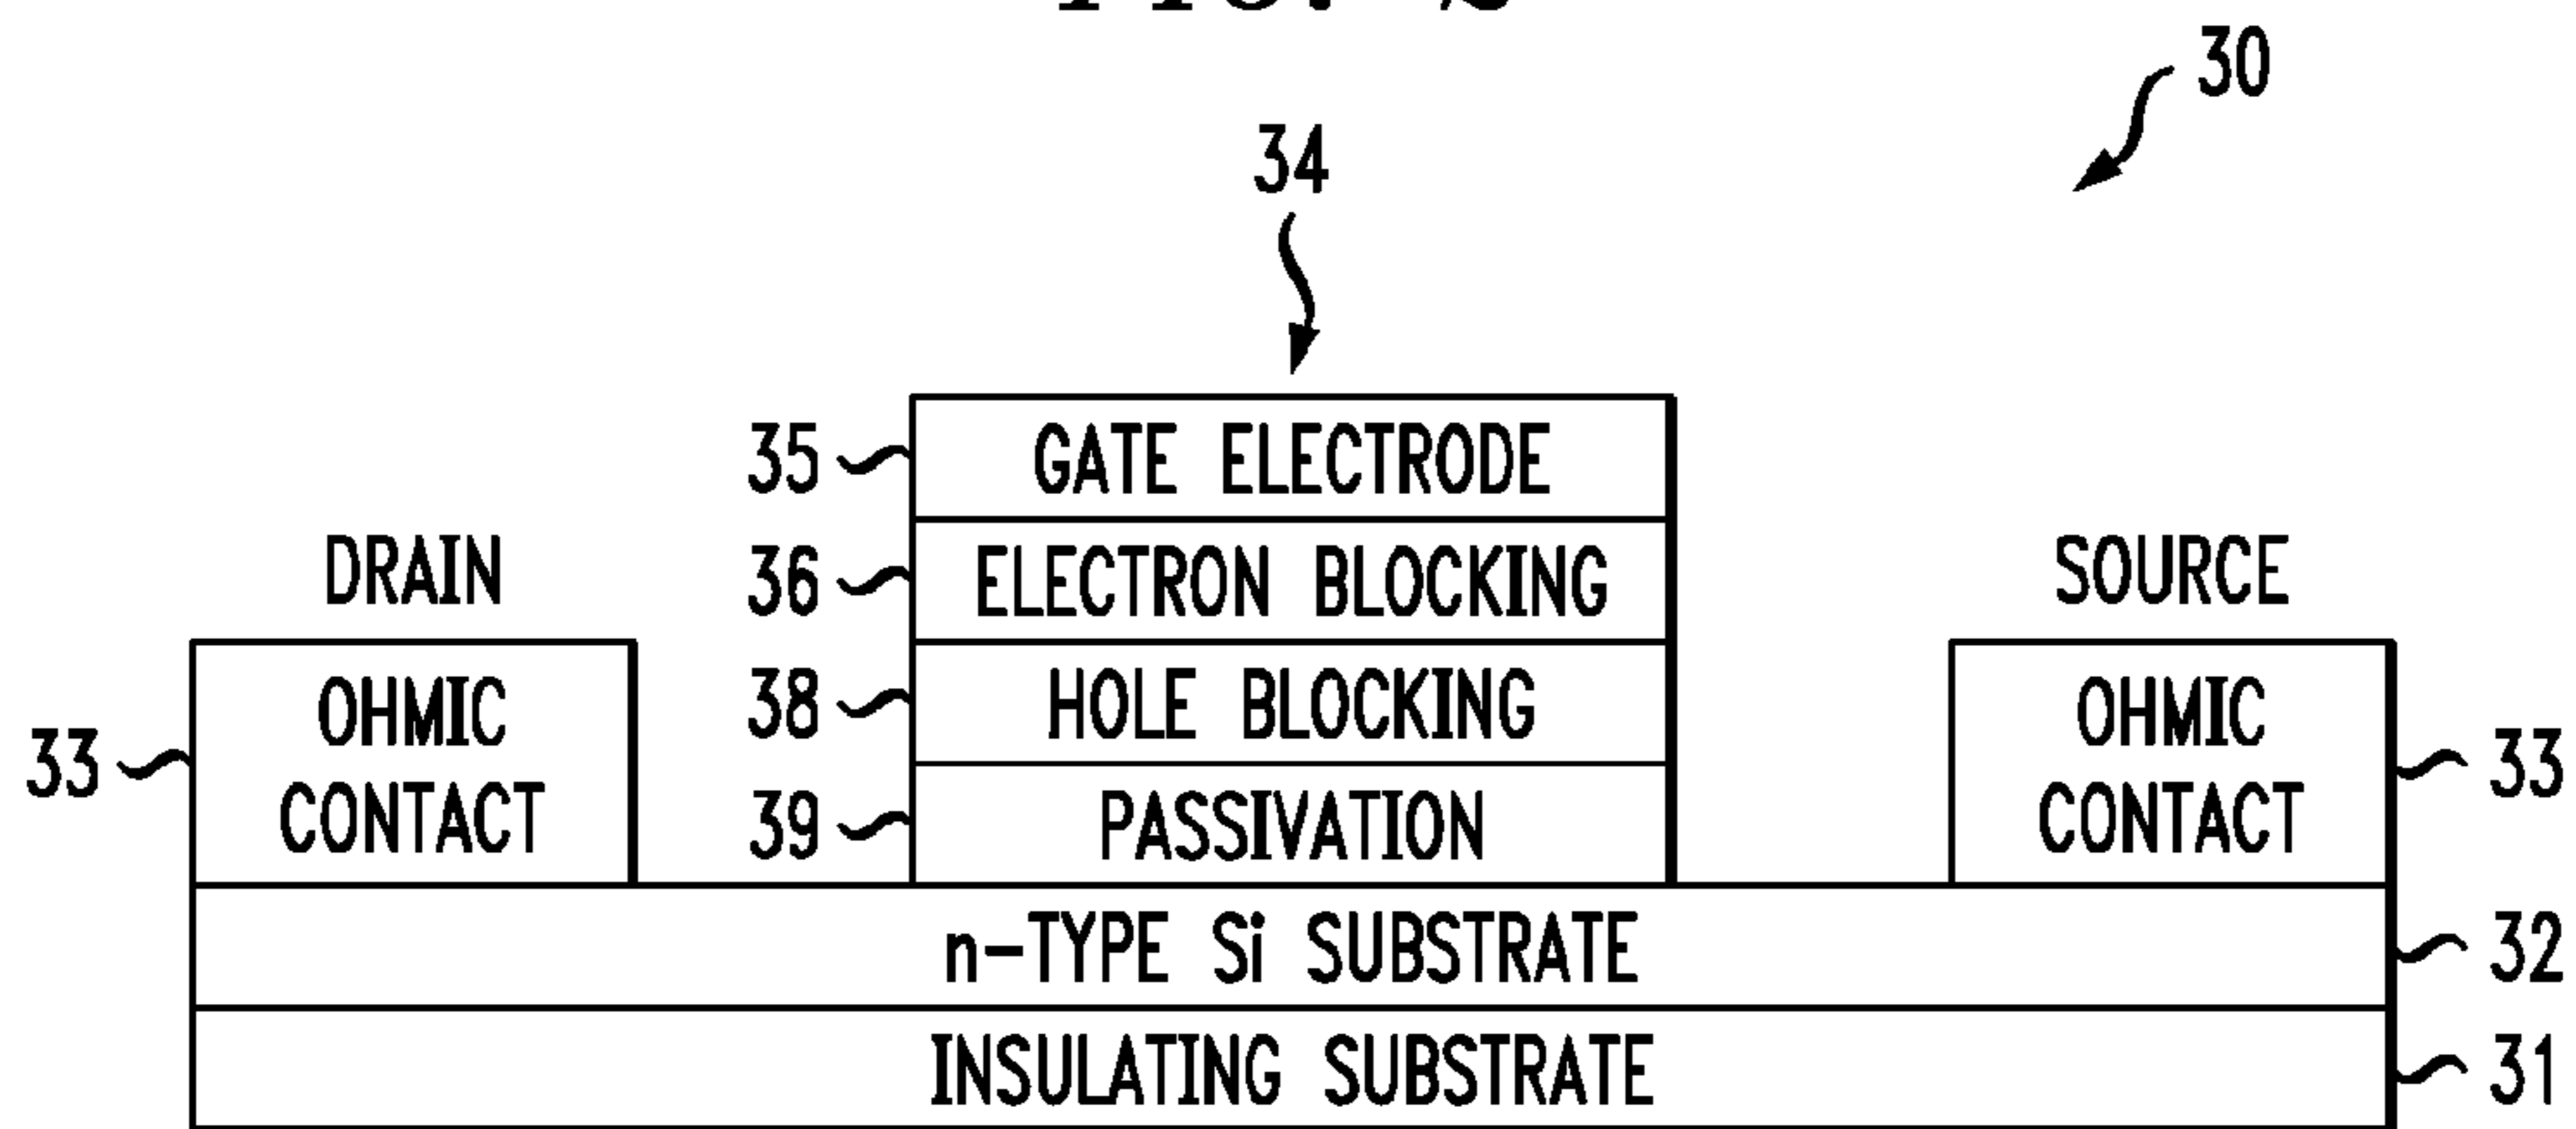 30
34
35 GATE ELECTRODE
DRAIN 36 ELECTRON BLOCKING SOURCE
OHMIC CONTACT 38 HOLE BLOCKING OHMIC CONTACT
33 39 PASSIVATION 33
n-TYPE Si SUBSTRATE 32
INSULATING SUBSTRATE 31